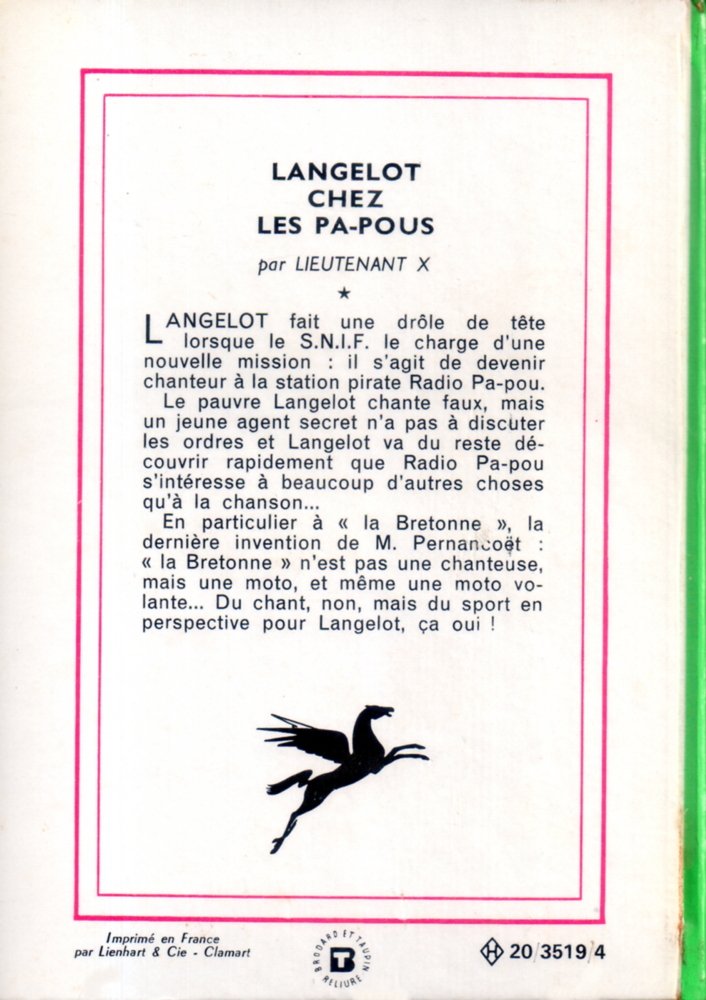 LANGELOT
CHEZ
LES PA-POUS
par LIEUTENANT X
LANGELOT fait une drôle de tête
lorsque le S.N.I.F. le charge d'une
nouvelle mission : il s'agit de devenir
chanteur à la station pirate Radio Pa-pou.
Le pauvre Langelot chante faux, mais
un jeune agent secret n'a pas à discuter
les ordres et Langelot va du reste dé-
couvrir rapidement que Radio Pa-pou
s'intéresse à beaucoup d'autres choses
qu'à la chanson...
En particulier à « la Bretonne », la
dernière invention de M. Pernancoët :
« la Bretonne » n'est pas une chanteuse,
mais une moto, et même une moto vo-
lante... Du chant, non, mais du sport en
perspective pour Langelot, ça oui !
Imprimé en France
par Lienhart & Cie - Clamart
BRODARD ET TAUPIN
BT
RELIURE
H 20/3519/4